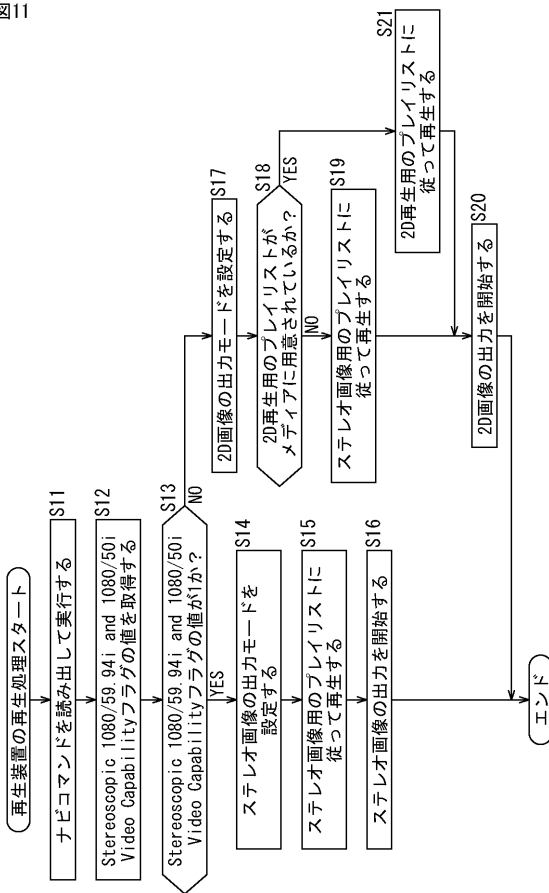 図11
再生装置の再生処理スタート
S11
ナビコマンドを読み出して実行する
S12
Stereoscopic 1080/59.94i and 1080/50i
Video Capabilityフラグの値を取得する
S13
Stereoscopic 1080/59.94i and 1080/50i
Video Capabilityフラグの値が1か？
NO
YES
S14
ステレオ画像の出力モードを
設定する
S15
ステレオ画像用のプレイリストに
従って再生する
S16
ステレオ画像の出力を開始する
S17
2D画像の出力モードを設定する
S18
2D再生用のプレイリストが
メディアに用意されているか？
YES
NO
S19
ステレオ画像用のプレイリストに
従って再生する
S21
2D再生用のプレイリストに
従って再生する
S20
2D画像の出力を開始する
エンド